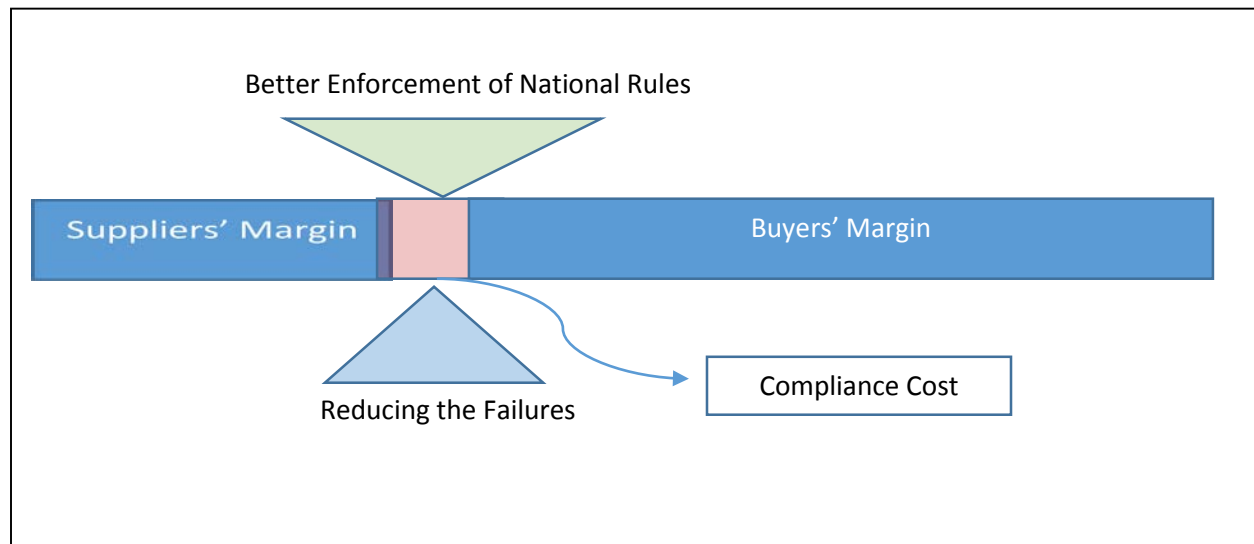 Better Enforcement of National Rules
Suppliers’ Margin
Buyers’ Margin
Compliance Cost
Reducing the Failures